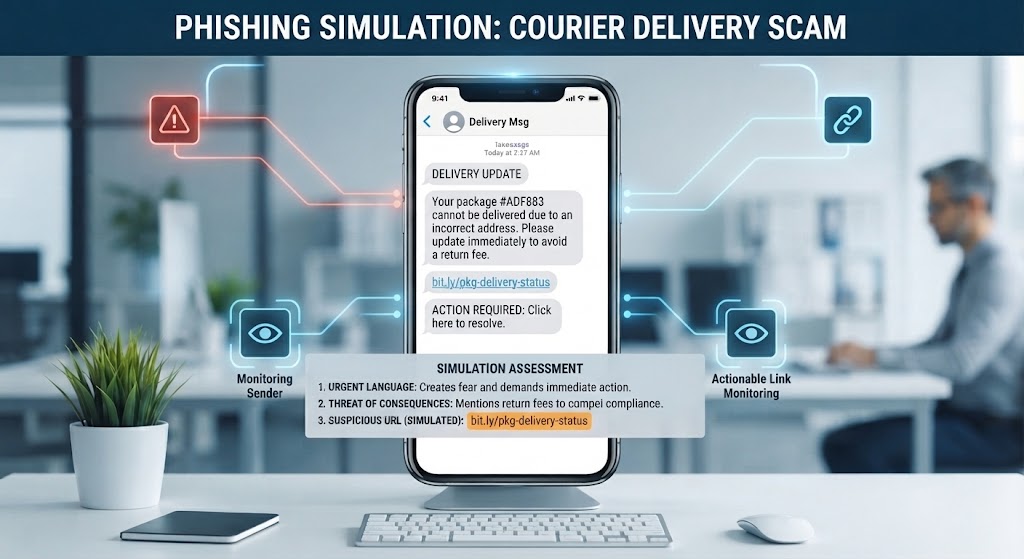 PHISHING SIMULATION: COURIER DELIVERY SCAM
9:41
Delivery Msg
Today at 2:27 AM
DELIVERY UPDATE
Your package #ADF883
cannot be delivered due to an
incorrect address. Please
update immediately to avoid
a return fee.
bit.ly/pkg-delivery-status
ACTION REQUIRED: Click
here to resolve.
Monitoring
Sender
Actionable Link
Monitoring
SIMULATION ASSESSMENT
1. URGENT LANGUAGE: Creates fear and demands immediate action.
2. THREAT OF CONSEQUENCES: Mentions return fees to compel compliance.
3. SUSPICIOUS URL (SIMULATED): bit.ly/pkg-delivery-status